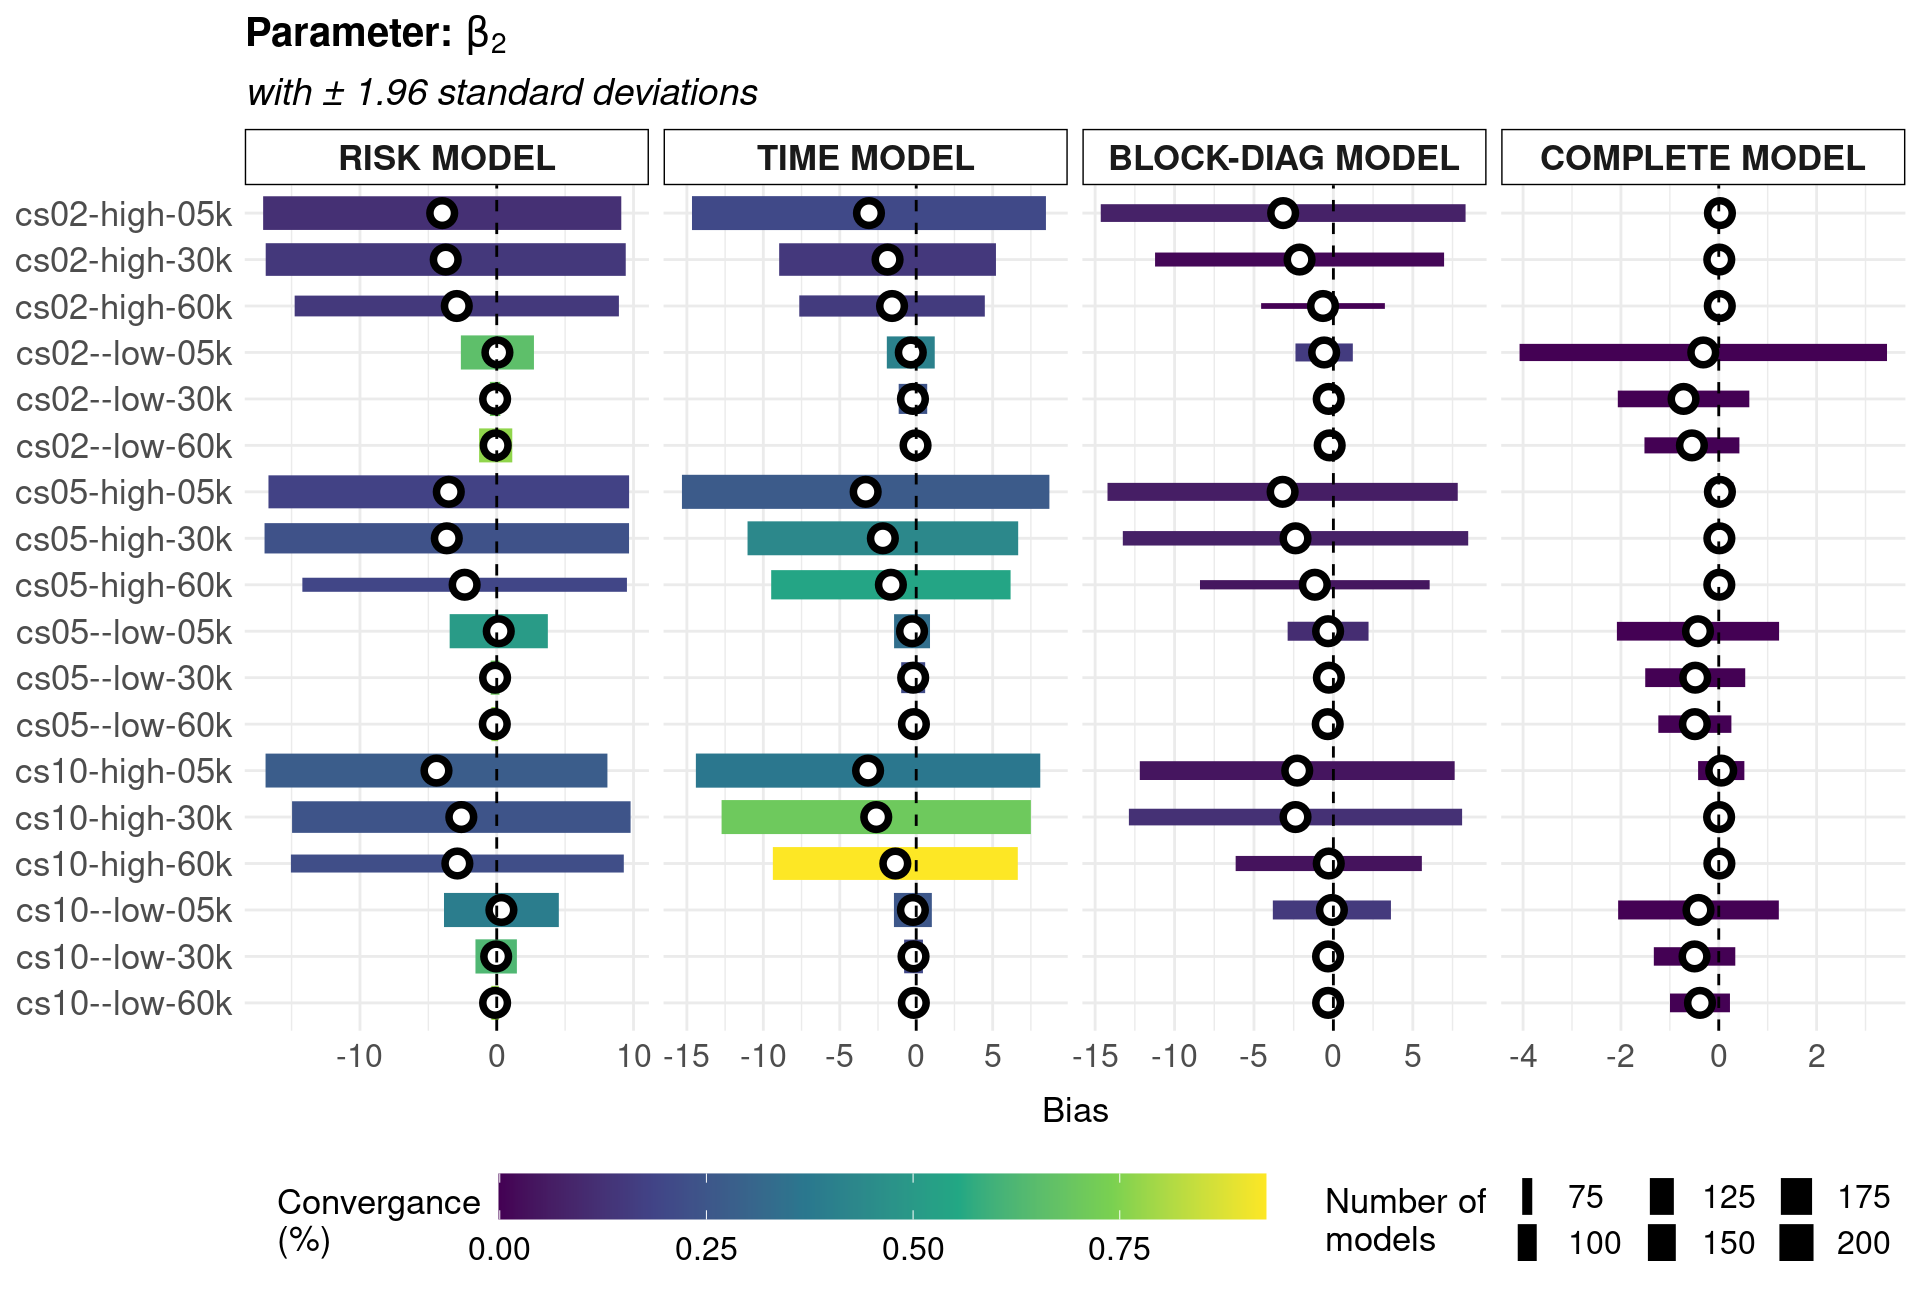 Parameter: β₂
with ± 1.96 standard deviations
RISK MODEL TIME MODEL BLOCK-DIAG MODEL COMPLETE MODEL
cs02-high-05k
cs02-high-30k
cs02-high-60k
cs02--low-05k
cs02--low-30k
cs02--low-60k
cs05-high-05k
cs05-high-30k
cs05-high-60k
cs05--low-05k
cs05--low-30k
cs05--low-60k
cs10-high-05k
cs10-high-30k
cs10-high-60k
cs10--low-05k
cs10--low-30k
cs10--low-60k
-10 0 10 -15 -10 -5 0 5 -15 -10 -5 0 5 -4 -2 0 2
Bias
Convergance
(%)
0.00 0.25 0.50 0.75
Number of
models
75 125 175
100 150 200